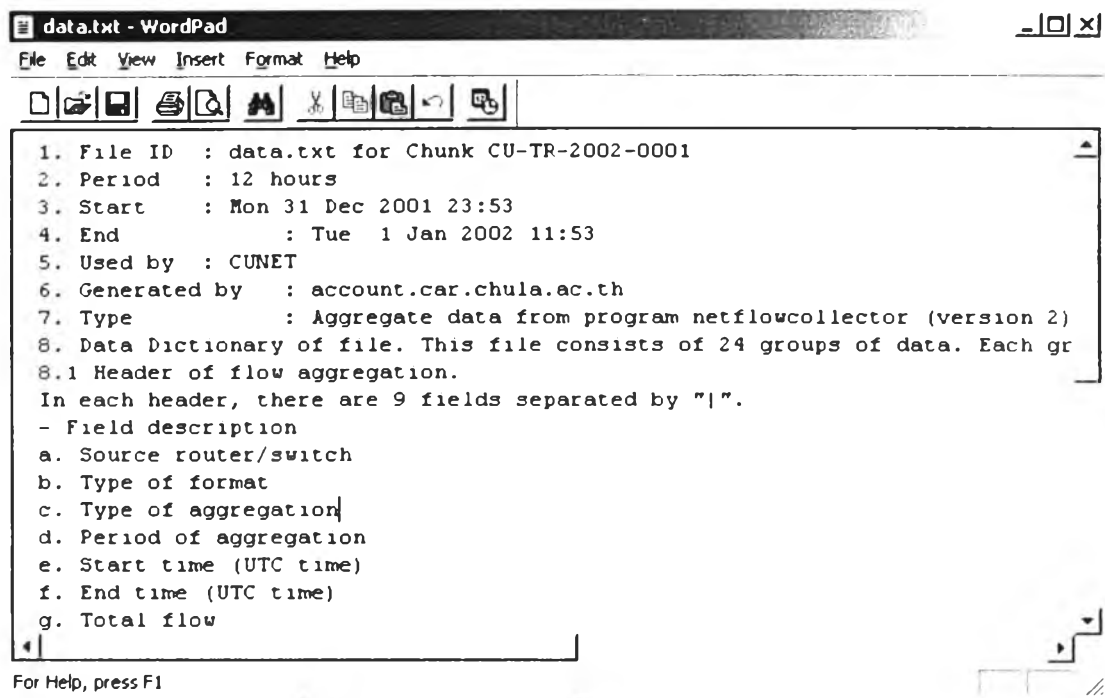 data.txt - WordPad
File Edit View Insert Format Help
1. File ID : data.txt for Chunk CU-TR-2002-0001
2. Period : 12 hours
3. Start : Mon 31 Dec 2001 23:53
4. End : Tue 1 Jan 2002 11:53
5. Used by : CUNET
6. Generated by : account.car.chula.ac.th
7. Type : Aggregate data from program netflowcollector (version 2)
8. Data Dictionary of file. This file consists of 24 groups of data. Each gr
8.1 Header of flow aggregation.
In each header, there are 9 fields separated by "|".
- Field description
a. Source router/switch
b. Type of format
c. Type of aggregation
d. Period of aggregation
e. Start time (UTC time)
f. End time (UTC time)
g. Total flow
For Help, press F1